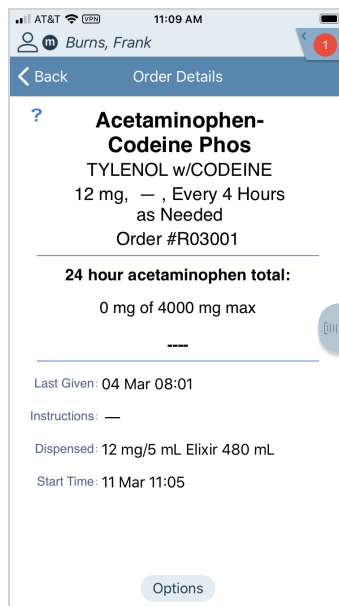 AT&T VPN 11:09 AM
m Burns, Frank
1
Back Order Details
?
Acetaminophen-
Codeine Phos
TYLENOL w/CODEINE
12 mg, — , Every 4 Hours
as Needed
Order #R03001
24 hour acetaminophen total:
0 mg of 4000 mg max
----
Last Given: 04 Mar 08:01
Instructions: —
Dispensed: 12 mg/5 mL Elixir 480 mL
Start Time: 11 Mar 11:05
Options